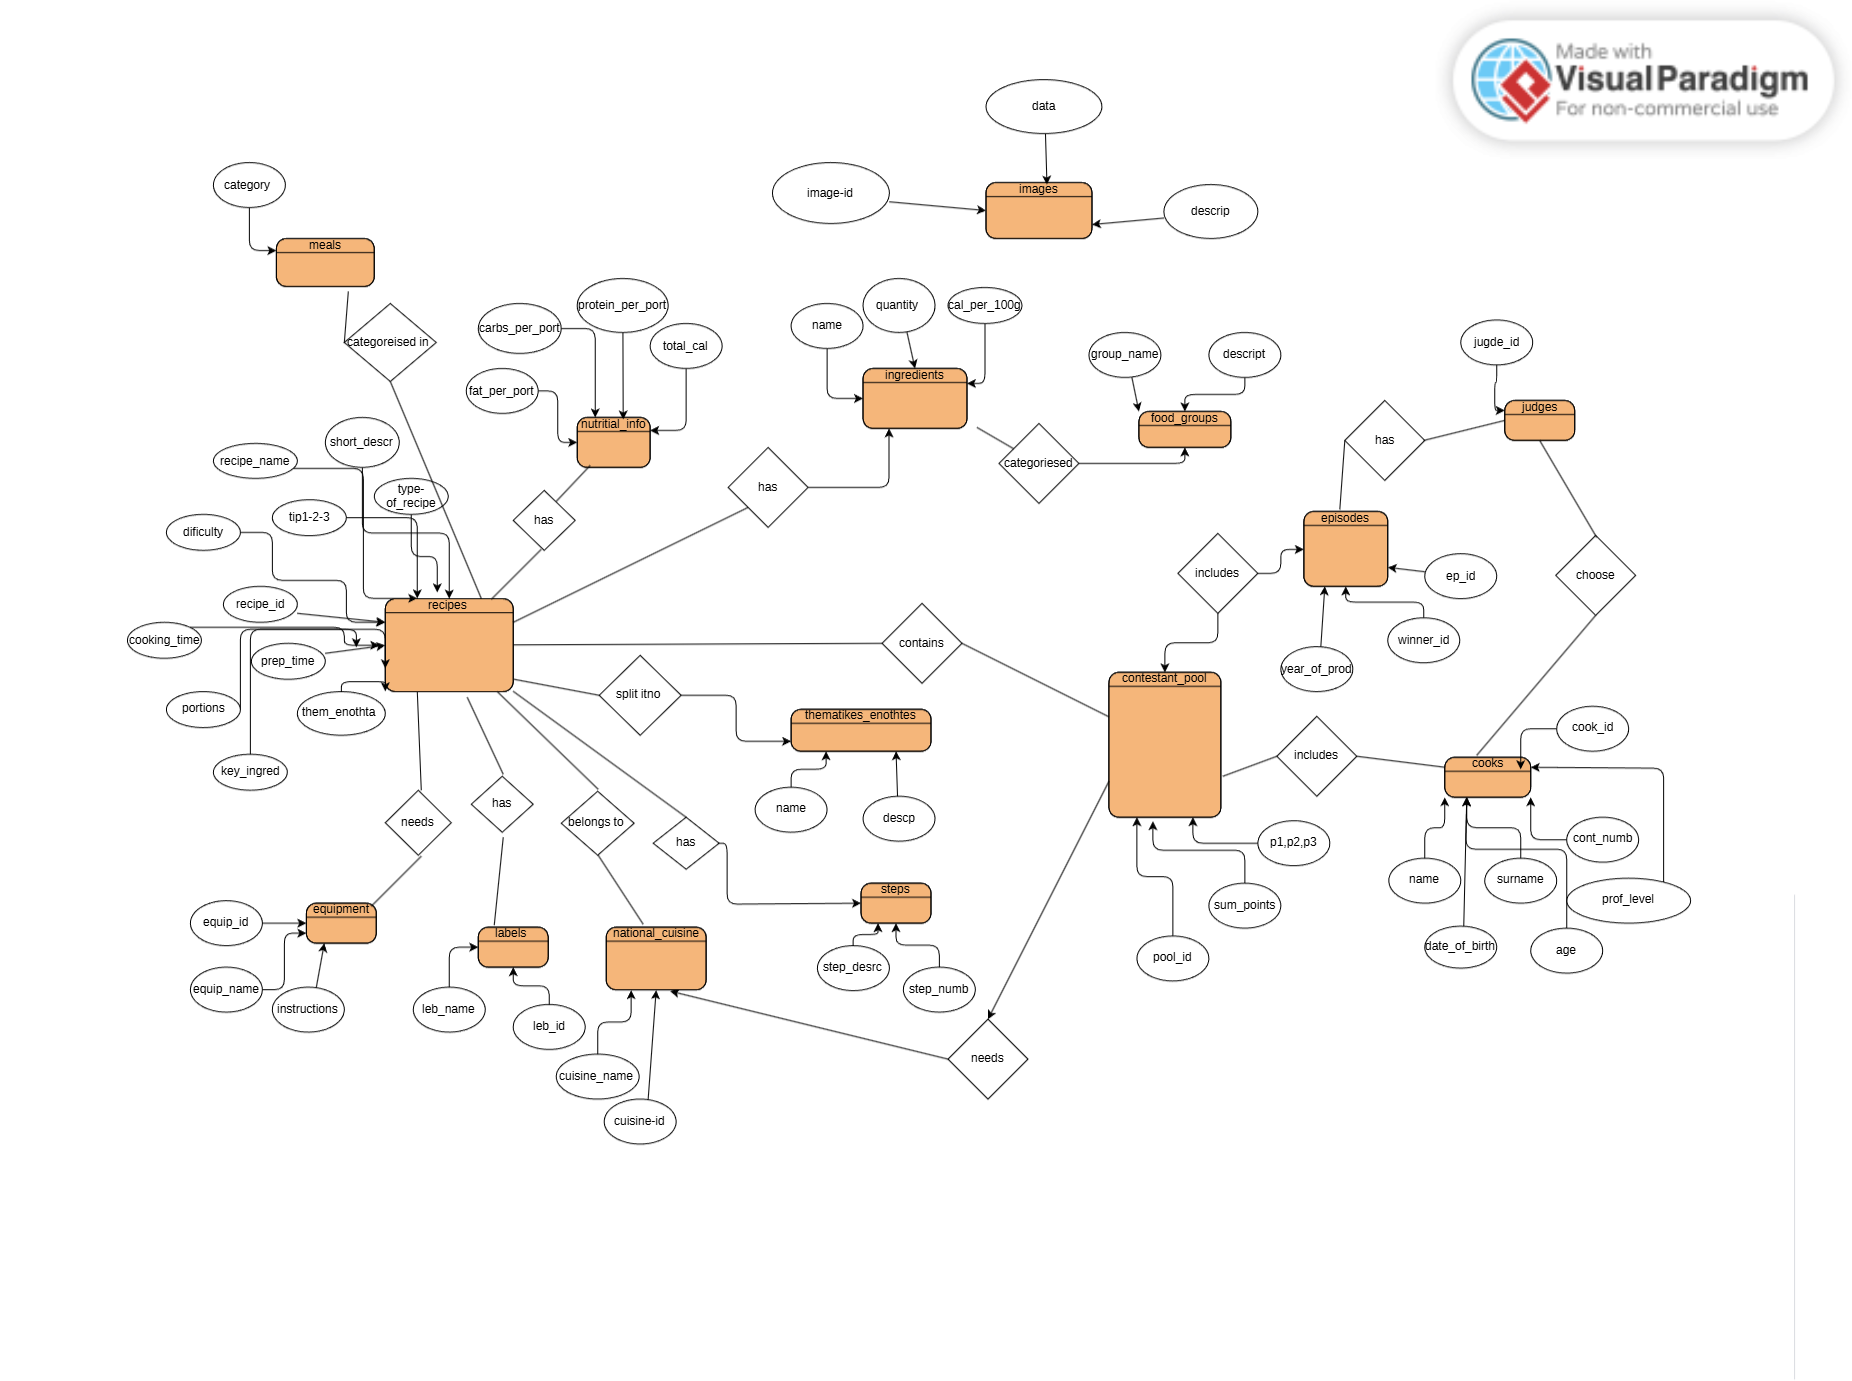 Made with
Visual Paradigm
For non-commercial use
data
image-id
images
descrip
category
meals
categoreised in
carbs_per_port
protein_per_port
total_cal
fat_per_port
nutritial_info
has
name
quantity
cal_per_100g
ingredients
has
categoriesed
group_name
descript
food_groups
jugde_id
judges
has
choose
episodes
includes
ep_id
winner_id
year_of_prod
short_descr
recipe_name
type-
of_recipe
tip1-2-3
dificulty
recipe_id
cooking_time
prep_time
portions
them_enothta
key_ingred
recipes
contains
split itno
thematikes_enothtes
name
descp
contestant_pool
includes
p1,p2,p3
sum_points
pool_id
cook_id
cooks
cont_numb
name
surname
prof_level
date_of_birth
age
needs
has
belongs to
has
equip_id
equipment
equip_name
instructions
labels
leb_name
leb_id
national_cuisine
cuisine_name
cuisine-id
steps
step_desrc
step_numb
needs